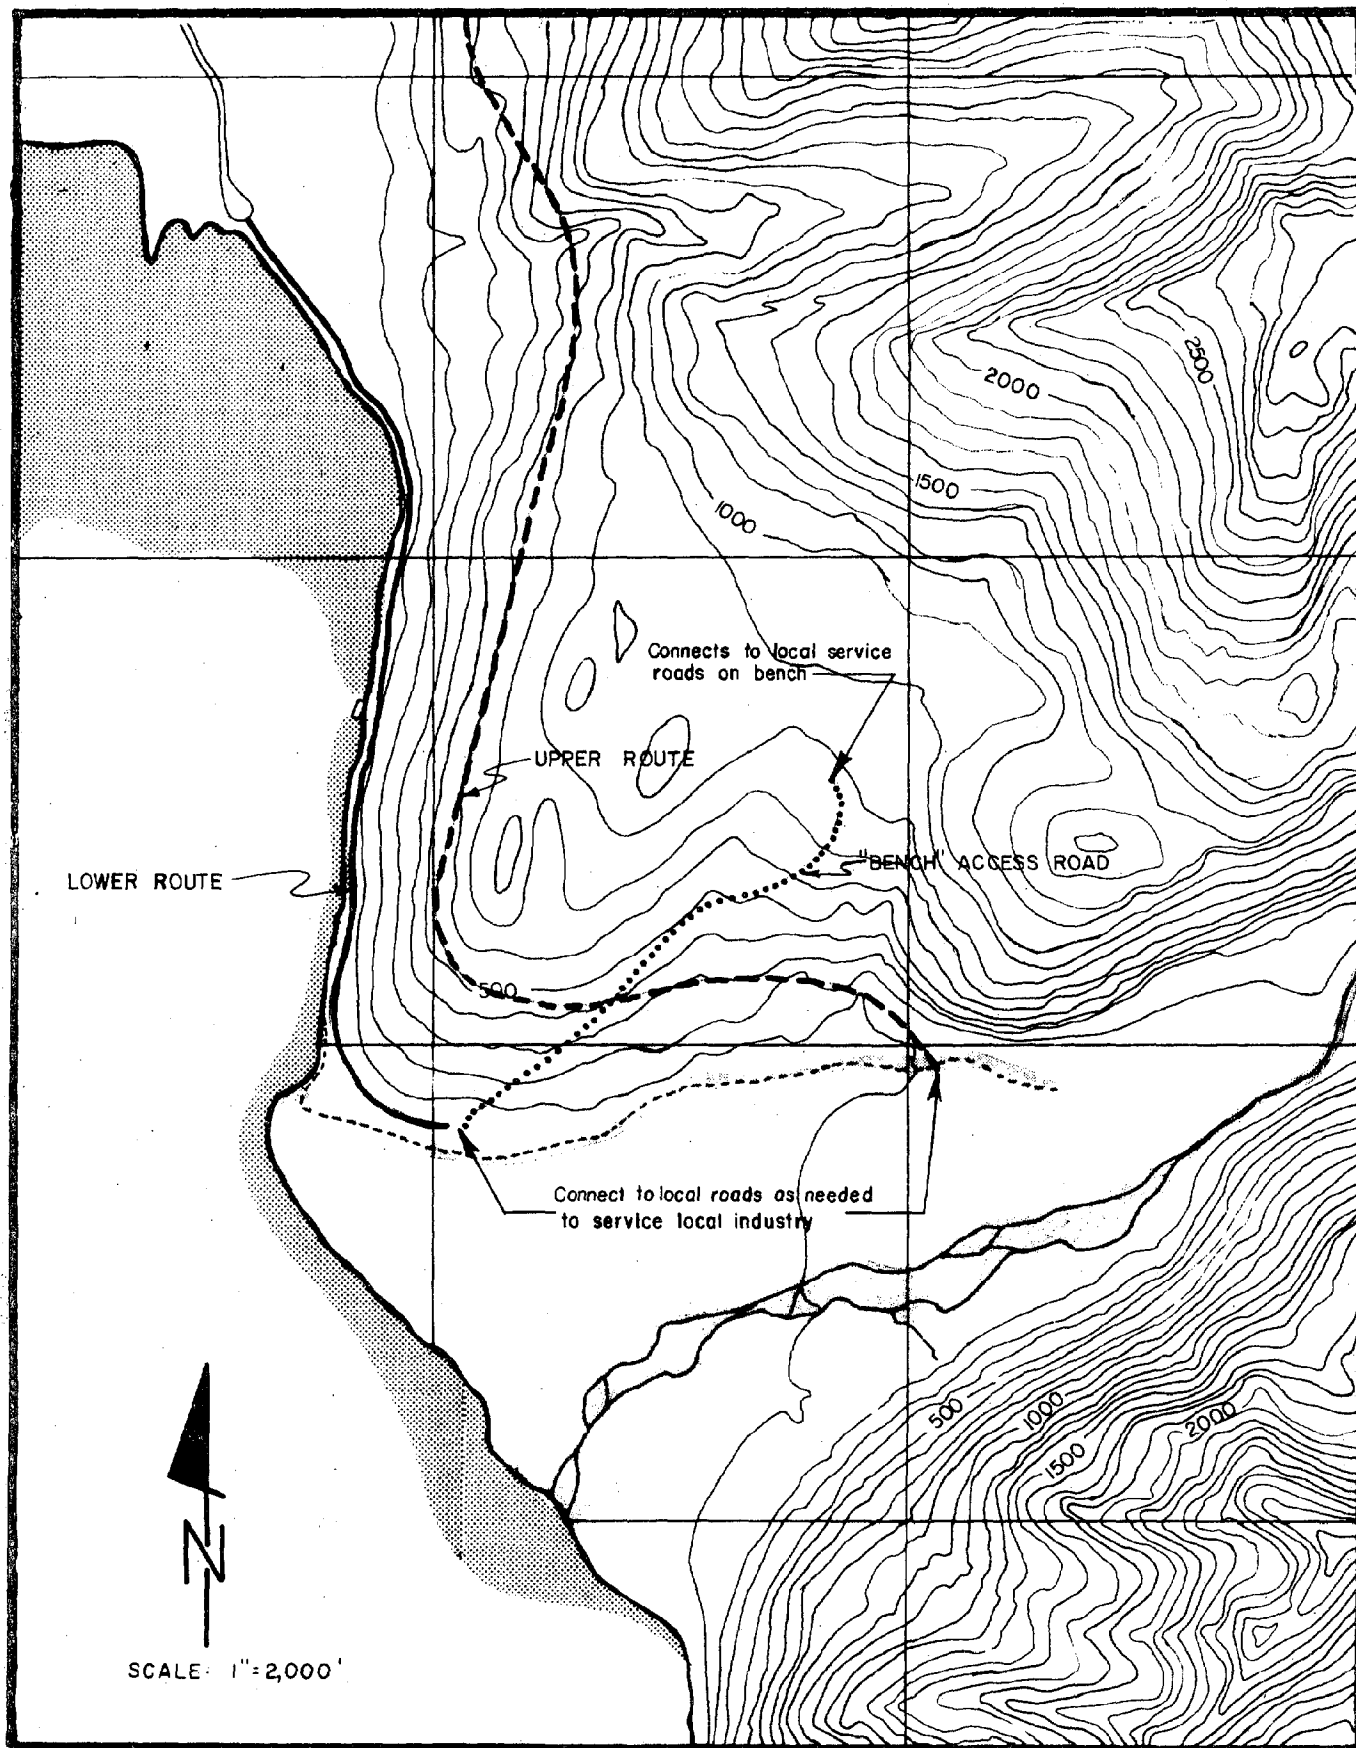 2500
2000
1500
1000
Connects to local service
roads on bench
UPPER ROUTE
"BENCH" ACCESS ROAD
LOWER ROUTE
500
Connect to local roads as needed
to service local industry
500
1000
1500
2000
N
SCALE: 1"=2,000'